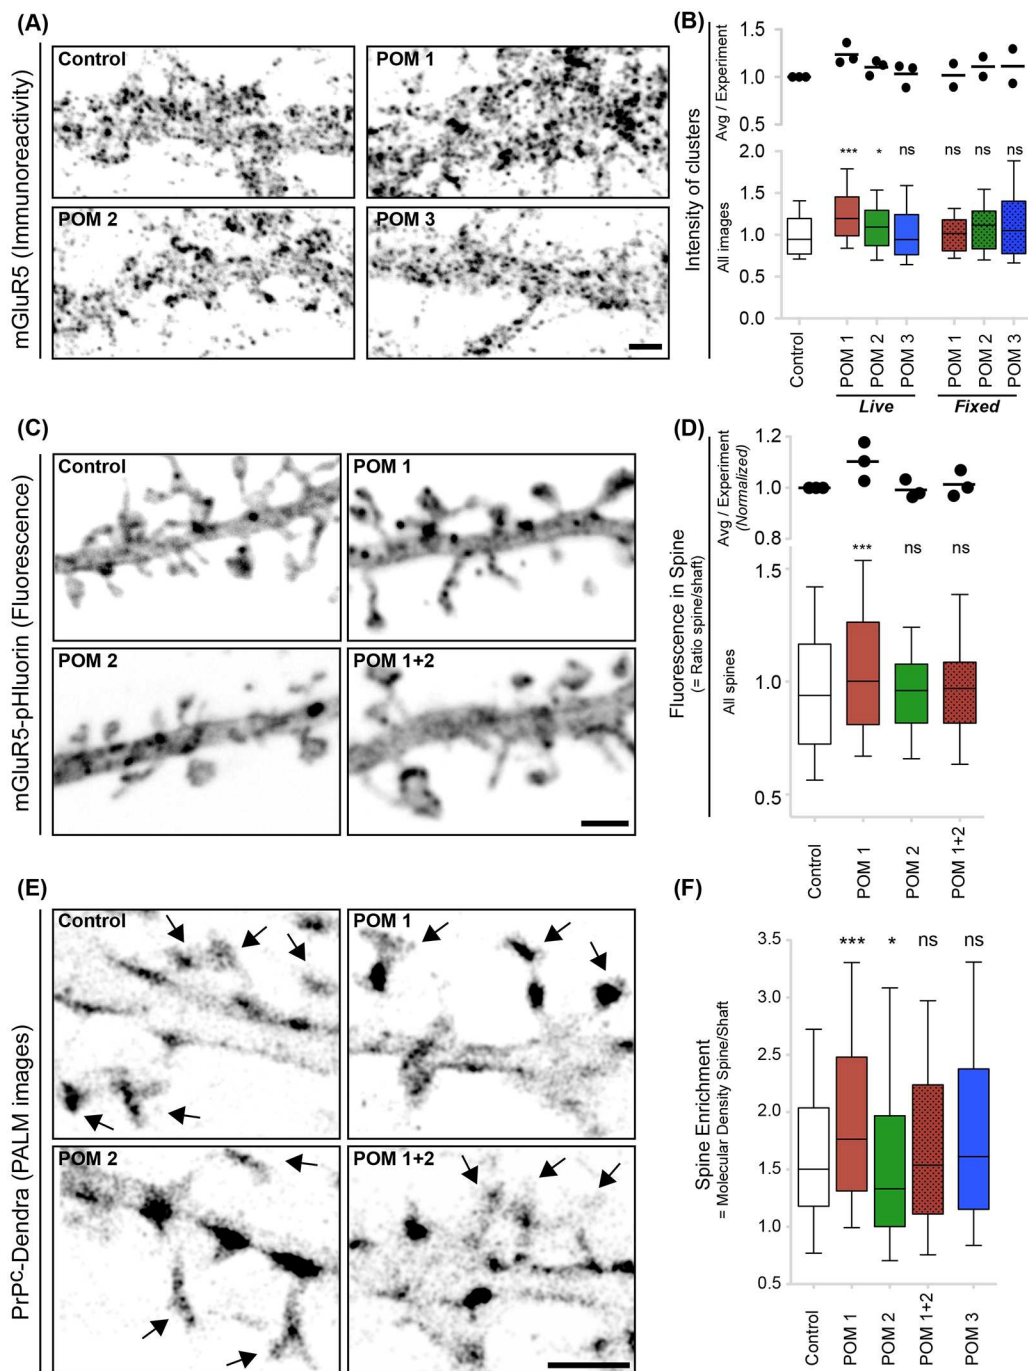 (A)
mGluR5 (Immunoreactivity)
Control
POM 1
POM 2
POM 3
(B)
Intensity of clusters
Avg / Experiment
1.5
1.0
0.5
All images
2.0
1.5
1.0
0.5
0.0
*** * ns ns ns ns
Control
POM 1
POM 2
POM 3
POM 1
POM 2
POM 3
Live
Fixed
(C)
mGluR5-pHluorin (Fluorescence)
Control
POM 1
POM 2
POM 1+2
(D)
Fluorescence in Spine
(= Ratio spine/shaft)
Avg / Experiment
(Normalized)
1.2
1.0
0.8
All spines
1.5
1.0
0.5
*** ns ns
Control
POM 1
POM 2
POM 1+2
(E)
PrPᶜ-Dendra (PALM images)
Control
POM 1
POM 2
POM 1+2
(F)
Spine Enrichment
= Molecular Density Spine/Shaft
3.5
3.0
2.5
2.0
1.5
1.0
0.5
*** * ns ns
Control
POM 1
POM 2
POM 1+2
POM 3